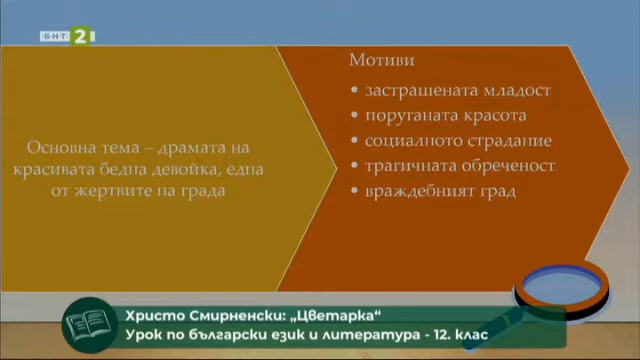 БНТ 2
Основна тема – драмата на
красивата бедна девойка, една
от жертвите на града
Мотиви
• застрашената младост
• поруганата красота
• социалното страдание
• трагичната обреченост
• враждебният град
Христо Смирненски: „Цветарка“
Урок по български език и литература - 12. клас